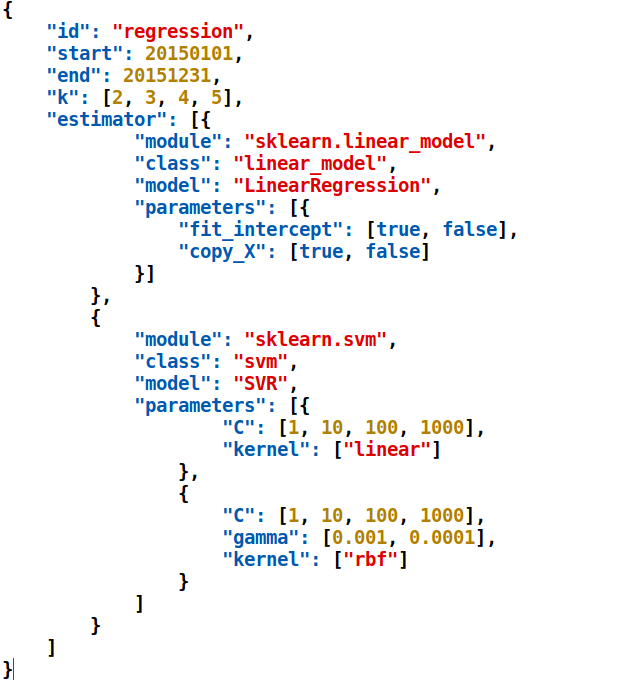 {
    "id": "regression",
    "start": 20150101,
    "end": 20151231,
    "k": [2, 3, 4, 5],
    "estimator": [{
            "module": "sklearn.linear_model",
            "class": "linear_model",
            "model": "LinearRegression",
            "parameters": [{
                "fit_intercept": [true, false],
                "copy_X": [true, false]
            }]
        },
        {
            "module": "sklearn.svm",
            "class": "svm",
            "model": "SVR",
            "parameters": [{
                    "C": [1, 10, 100, 1000],
                    "kernel": ["linear"]
                },
                {
                    "C": [1, 10, 100, 1000],
                    "gamma": [0.001, 0.0001],
                    "kernel": ["rbf"]
                }
            ]
        }
    ]
}